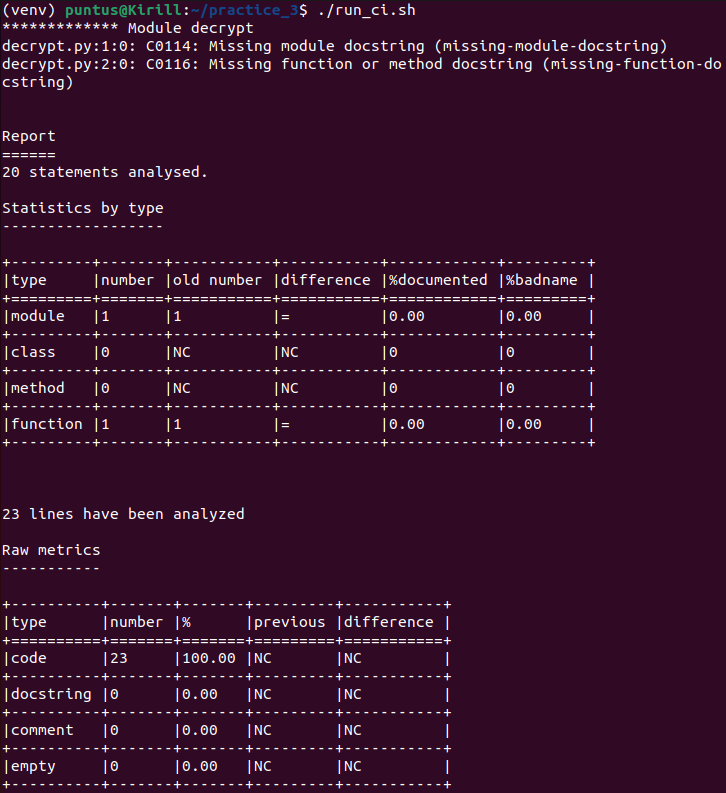 (venv) puntus@Kirill:~/practice_3$ ./run_ci.sh
************* Module decrypt
decrypt.py:1:0: C0114: Missing module docstring (missing-module-docstring)
decrypt.py:2:0: C0116: Missing function or method docstring (missing-function-do
cstring)


Report
======
20 statements analysed.

Statistics by type
------------------

+---------+-------+-----------+-----------+------------+---------+
|type     |number |old number |difference |%documented |%badname |
+=========+=======+===========+===========+============+=========+
|module   |1      |1          |=          |0.00        |0.00     |
+---------+-------+-----------+-----------+------------+---------+
|class    |0      |NC         |NC         |0           |0        |
+---------+-------+-----------+-----------+------------+---------+
|method   |0      |NC         |NC         |0           |0        |
+---------+-------+-----------+-----------+------------+---------+
|function |1      |1          |=          |0.00        |0.00     |
+---------+-------+-----------+-----------+------------+---------+



23 lines have been analyzed

Raw metrics
-----------

+----------+-------+-------+---------+-----------+
|type      |number |%      |previous |difference |
+==========+=======+=======+=========+===========+
|code      |23     |100.00 |NC       |NC         |
+----------+-------+-------+---------+-----------+
|docstring |0      |0.00   |NC       |NC         |
+----------+-------+-------+---------+-----------+
|comment   |0      |0.00   |NC       |NC         |
+----------+-------+-------+---------+-----------+
|empty     |0      |0.00   |NC       |NC         |
+----------+-------+-------+---------+-----------+